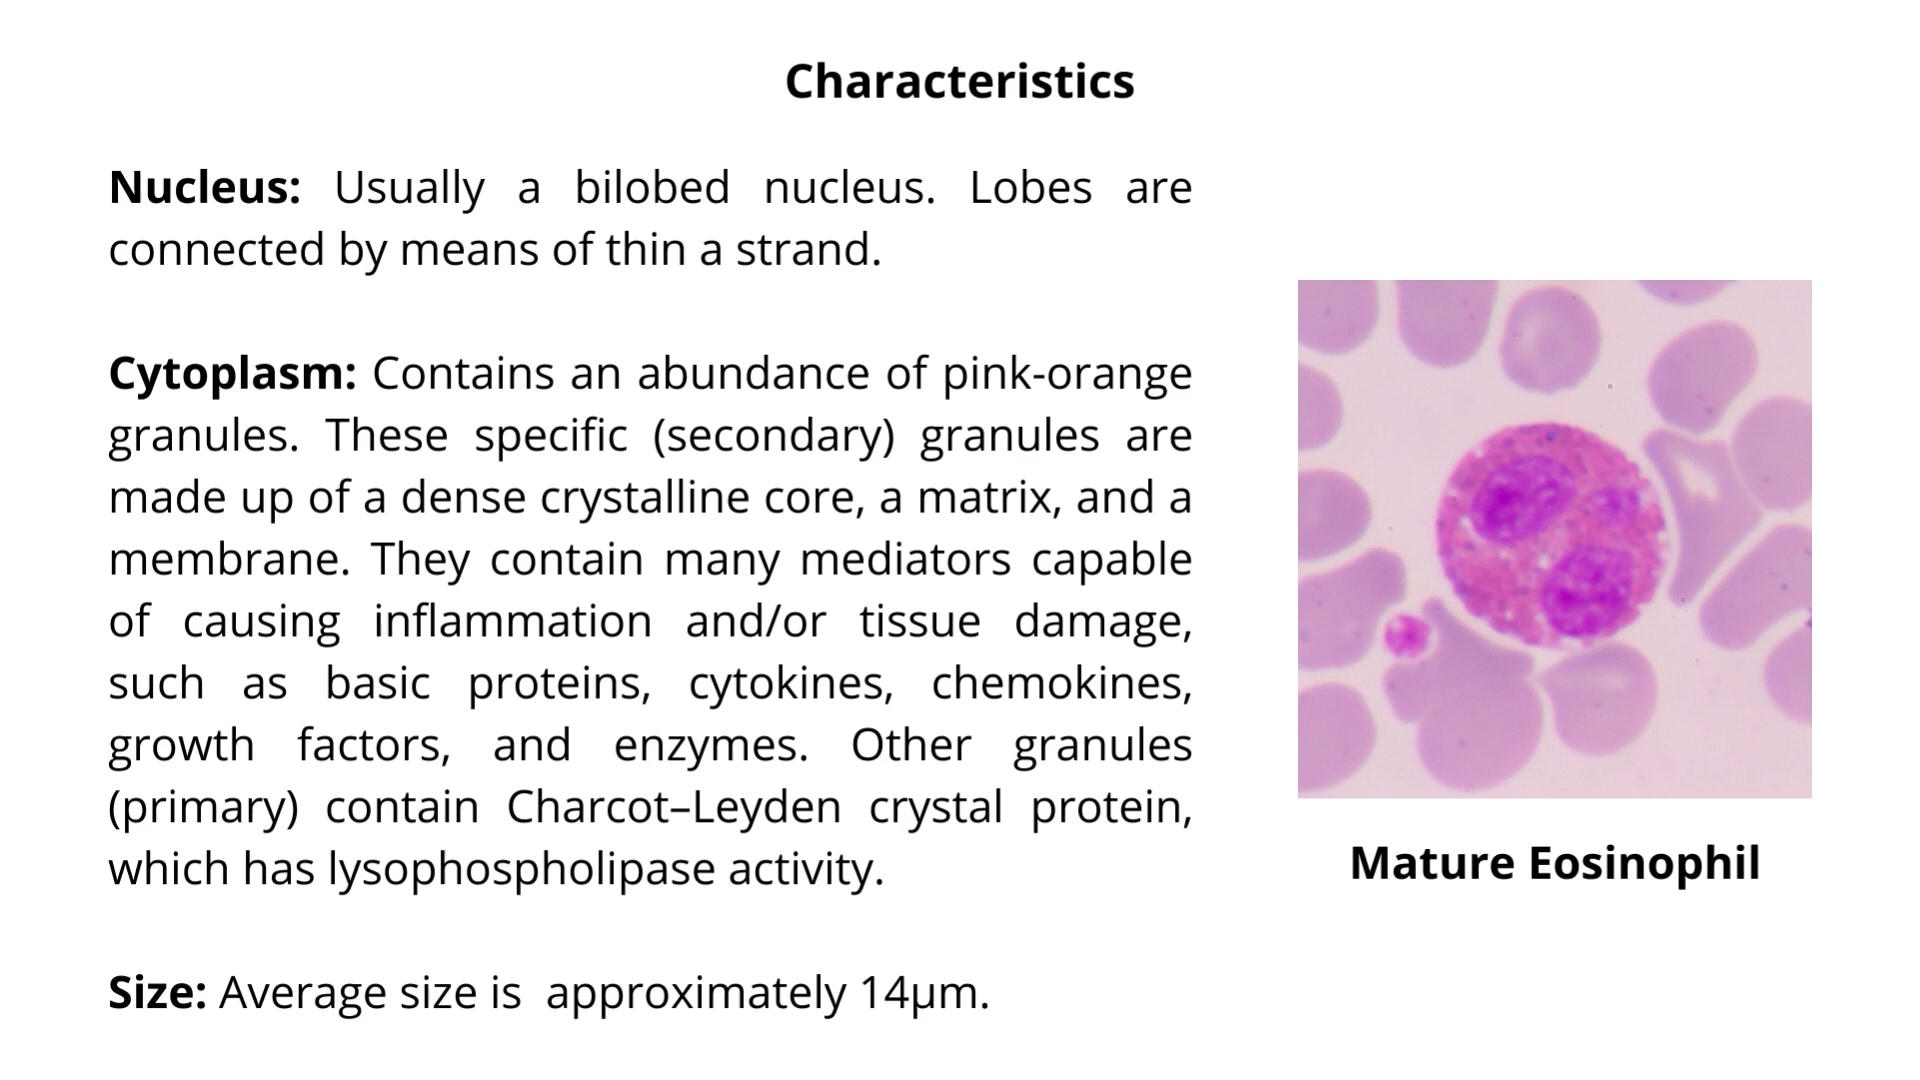 Characteristics
Nucleus: Usually a bilobed nucleus. Lobes are
connected by means of thin a strand.
Cytoplasm: Contains an abundance of pink-orange
granules. These specific (secondary) granules are
made up of a dense crystalline core, a matrix, and a
membrane. They contain many mediators capable
of causing inflammation and/or tissue damage,
such as basic proteins, cytokines, chemokines,
growth factors, and enzymes. Other granules
(primary) contain Charcot–Leyden crystal protein,
which has lysophospholipase activity.
Size: Average size is  approximately 14µm.
Mature Eosinophil